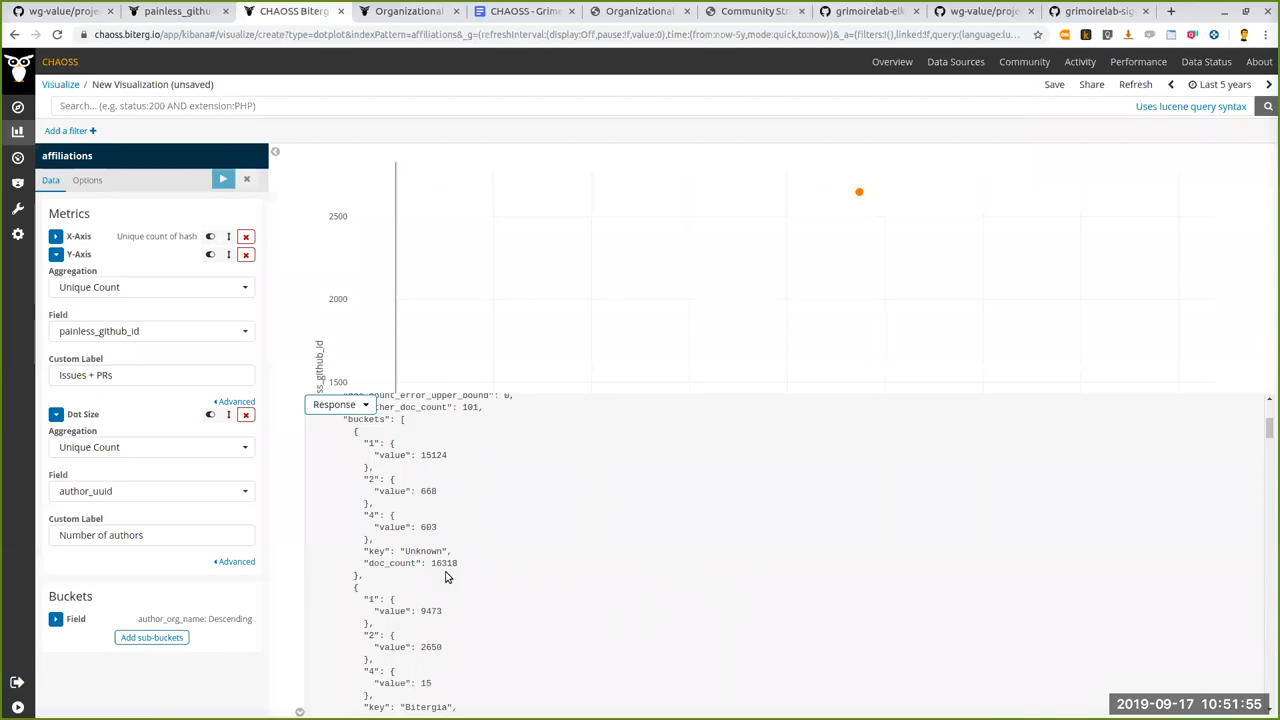 wg-value/proje
painless_githu
CHAOSS Biterg
Organizational
CHAOSS - Grime
Organizational
Community Str
grimoirelab-elk
wg-value/proje
grimoirelab-sig
chaoss.biterg.io/app/kibana#/visualize/create?type=dotplot&indexPattern=affiliations&_g=(refreshInterval:(display:Off,pause:!f,value:0),time:(from:now-5y,mode:quick,to:now))&_a=(filters:!(),linked:!f,query:(language:lu...
CHAOSS
Overview
Data Sources
Community
Activity
Performance
Data Status
About
Visualize / New Visualization (unsaved)
Save
Share
Refresh
Last 5 years
Search... (e.g. status:200 AND extension:PHP)
Uses lucene query syntax
Add a filter +
affiliations
Data
Options
Metrics
X-Axis
Unique count of hash
Y-Axis
Aggregation
Unique Count
Field
painless_github_id
Custom Label
Issues + PRs
Advanced
Dot Size
Aggregation
Unique Count
Field
author_uuid
Custom Label
Number of authors
Advanced
Buckets
Field
author_org_name: Descending
Add sub-buckets
2500
2000
1500
ss_github_id
Response
_count_error_upper_bound": 0,
ther_doc_count": 101,
"buckets": [
{
"1": {
"value": 15124
},
"2": {
"value": 668
},
"4": {
"value": 603
},
"key": "Unknown",
"doc_count": 16318
},
{
"1": {
"value": 9473
},
"2": {
"value": 2650
},
"4": {
"value": 15
},
"key": "Bitergia",
2019-09-17 10:51:55